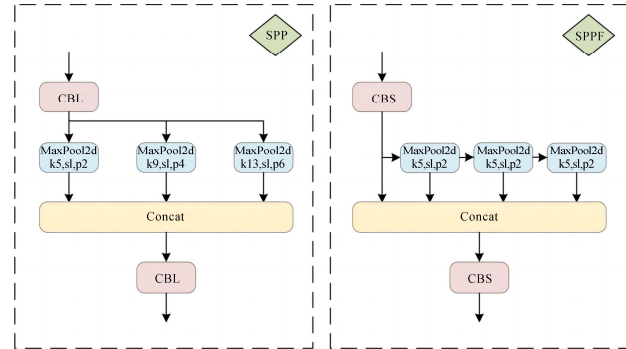 SPP
CBL
MaxPool2d
k5,sl,p2
MaxPool2d
k9,sl,p4
MaxPool2d
k13,sl,p6
Concat
CBL
SPPF
CBS
MaxPool2d
k5,sl,p2
MaxPool2d
k5,sl,p2
MaxPool2d
k5,sl,p2
Concat
CBS